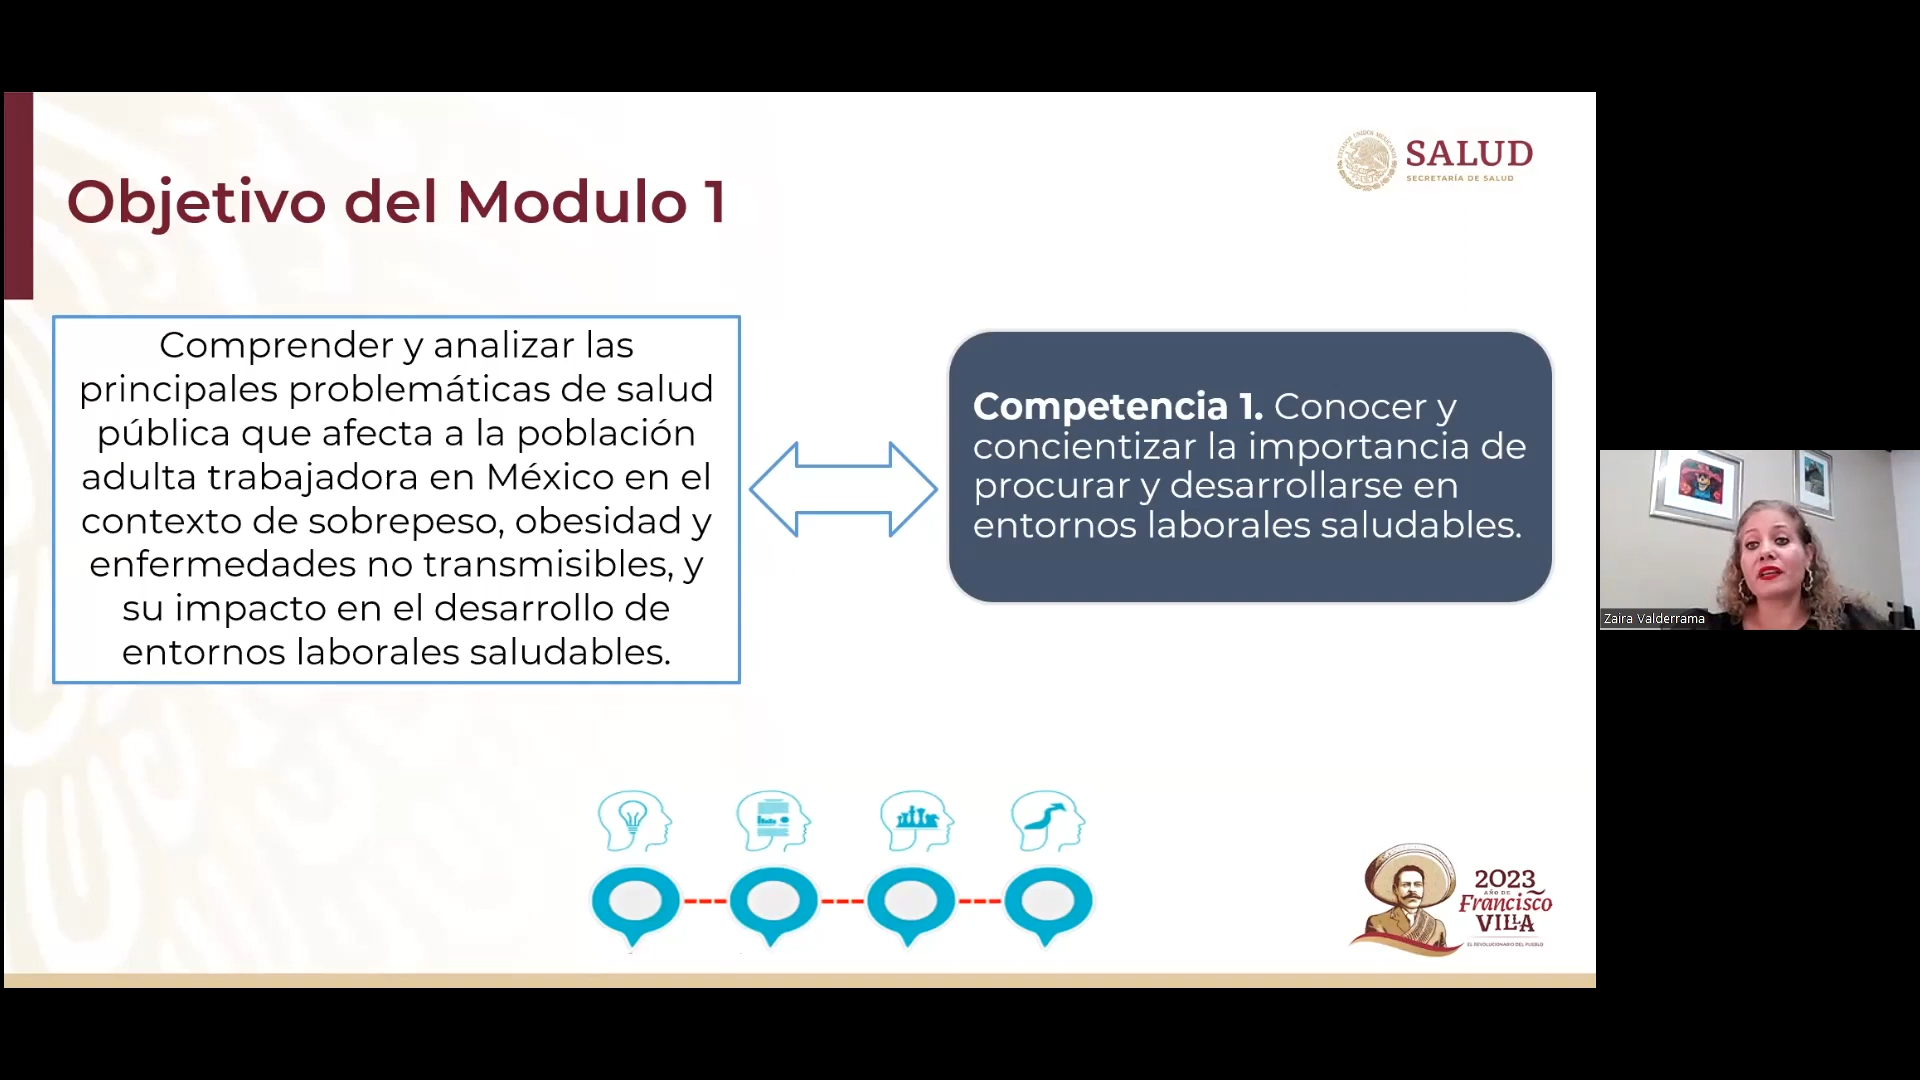 SALUD
SECRETARÍA DE SALUD
Objetivo del Modulo 1
Comprender y analizar las
principales problemáticas de salud
pública que afecta a la población
adulta trabajadora en México en el
contexto de sobrepeso, obesidad y
enfermedades no transmisibles, y
su impacto en el desarrollo de
entornos laborales saludables.
Competencia 1. Conocer y
concientizar la importancia de
procurar y desarrollarse en
entornos laborales saludables.
Zaira Valderrama
2023
AÑO DE
Francisco
VILLA
EL REVOLUCIONARIO DEL PUEBLO